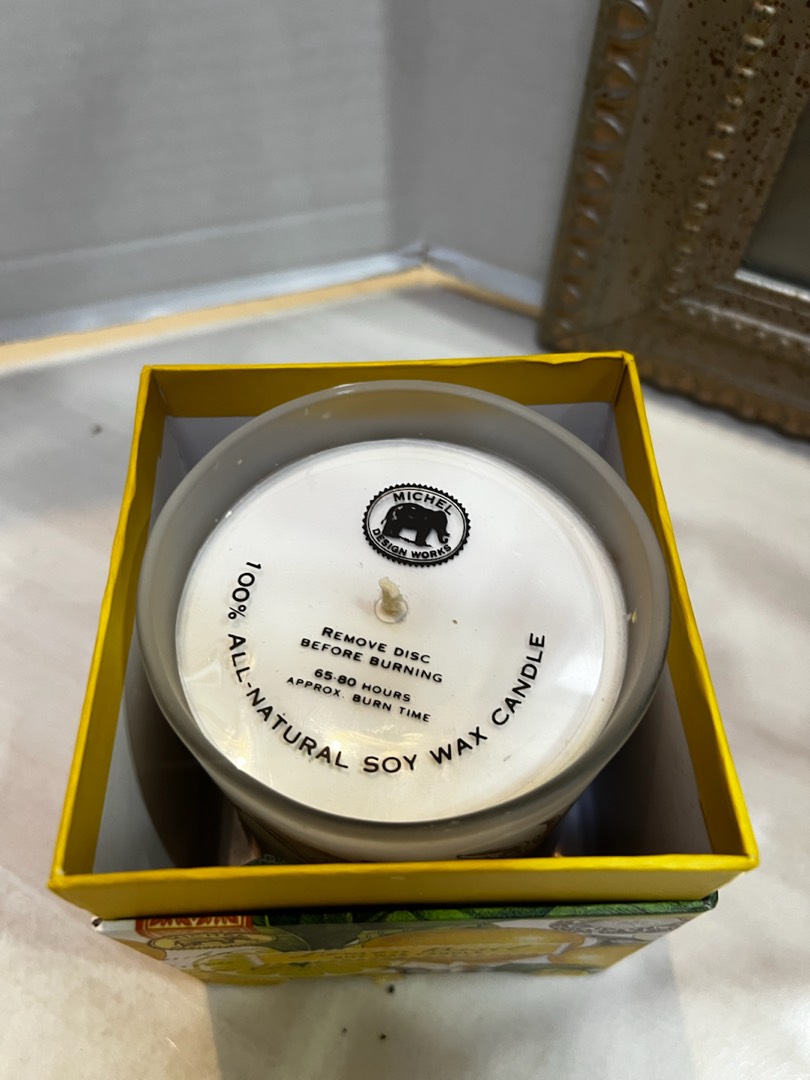 MICHEL
DESIGN WORKS
REMOVE DISC
BEFORE BURNING
65-80 HOURS
APPROX. BURN TIME
100% ALL-NATURAL SOY WAX CANDLE